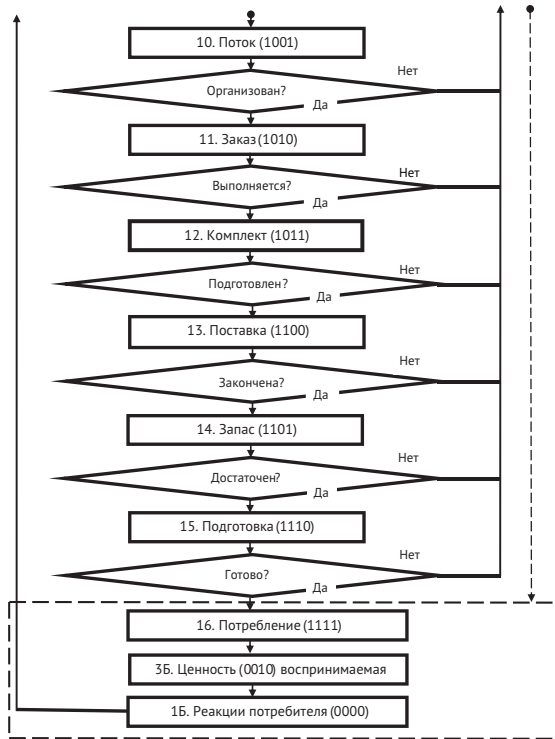 10. Поток (1001)
Нет
Организован?
Да
11. Заказ (1010)
Нет
Выполняется?
Да
12. Комплект (1011)
Нет
Подготовлен?
Да
13. Поставка (1100)
Нет
Закончена?
Да
14. Запас (1101)
Нет
Достаточен?
Да
15. Подготовка (1110)
Нет
Готово?
Да
16. Потребление (1111)
3Б. Ценность (0010) воспринимаемая
1Б. Реакции потребителя (0000)